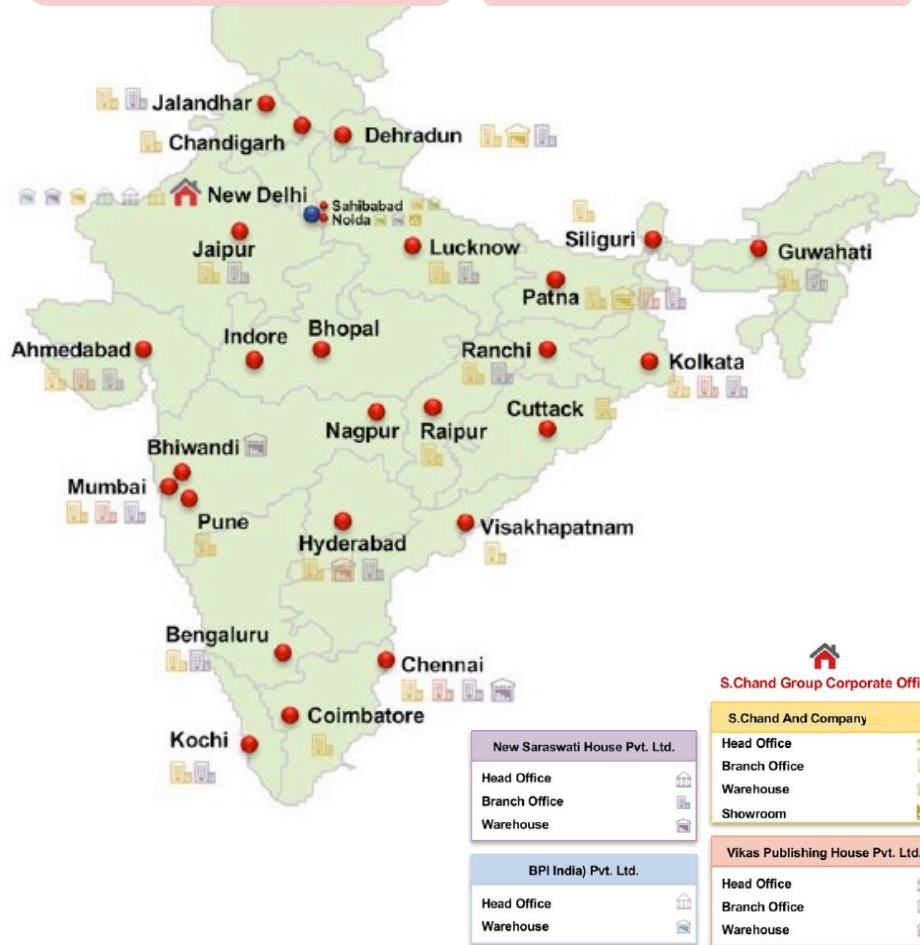 Jalandhar
Chandigarh
Dehradun
New Delhi
Sahibabad
Noida
Jaipur
Lucknow
Siliguri
Guwahati
Patna
Ahmedabad
Indore
Bhopal
Ranchi
Kolkata
Nagpur
Raipur
Cuttack
Bhiwandi
Mumbai
Pune
Hyderabad
Visakhapatnam
Bengaluru
Chennai
Coimbatore
Kochi
S.Chand Group Corporate Offi
S.Chand And Company
Head Office
Branch Office
Warehouse
Showroom
New Saraswati House Pvt. Ltd.
Head Office
Branch Office
Warehouse
BPI India) Pvt. Ltd.
Head Office
Warehouse
Vikas Publishing House Pvt. Ltd.
Head Office
Branch Office
Warehouse